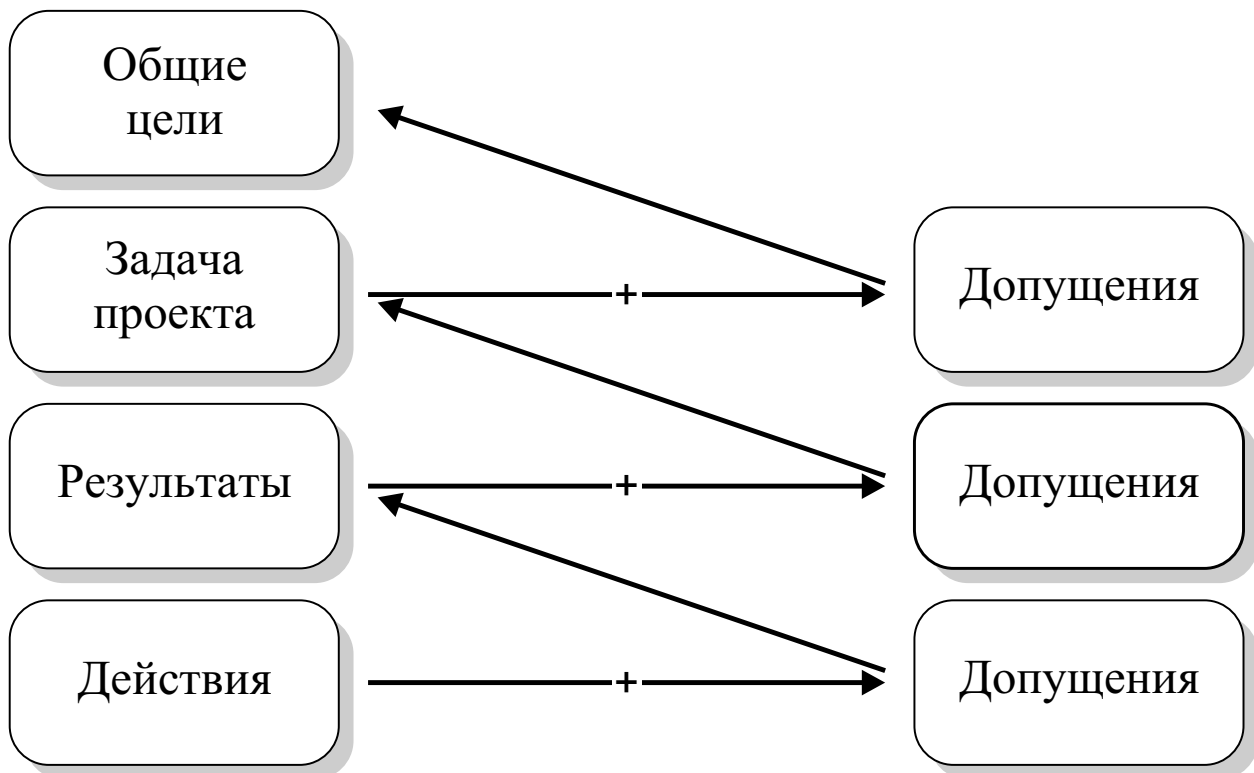 Общие
цели
Задача
проекта
+
Допущения
Результаты
+
Допущения
Действия
+
Допущения